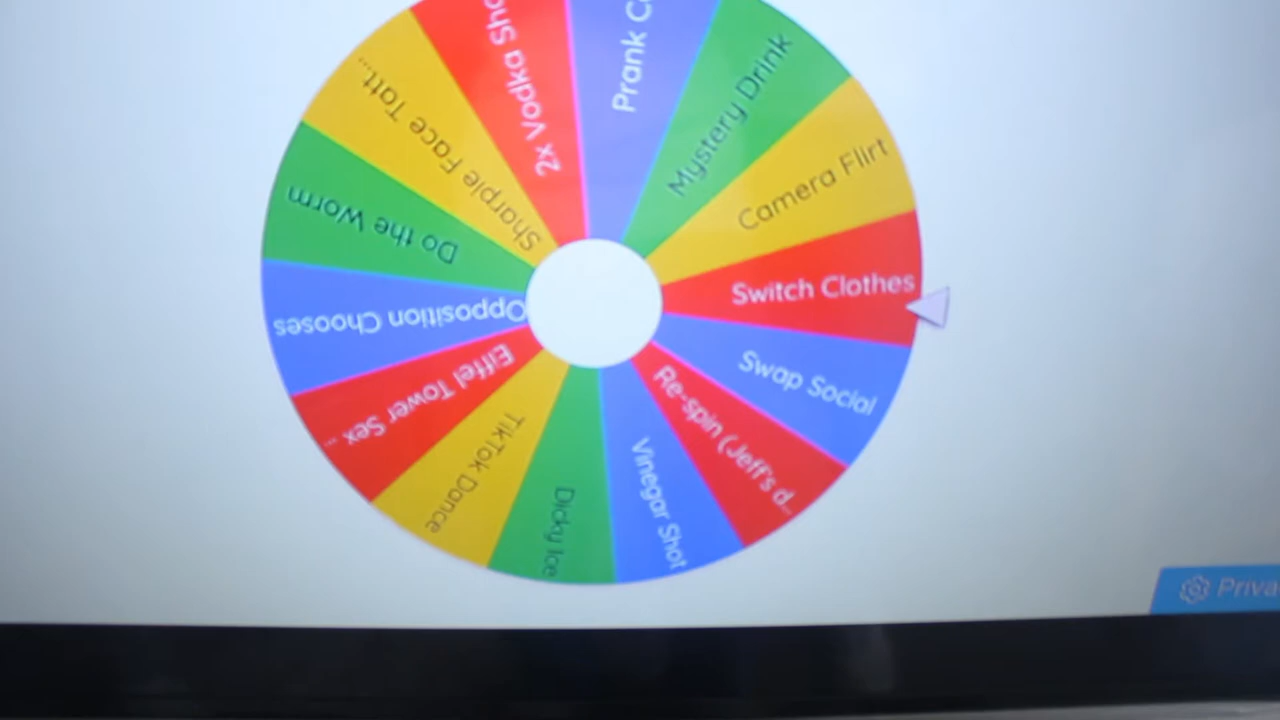 2x Vodka Sho
Prank C
Mystery Drink
Camera Flirt
Switch Clothes
Swap Social
Re-spin (Jeff's d...
Vinegar Shot
Dicky Ice
TikTok Dance
Eiffel Tower Sex ...
Opposition Chooses
Do the Worm
Sharpie Face Tatt...
Priva